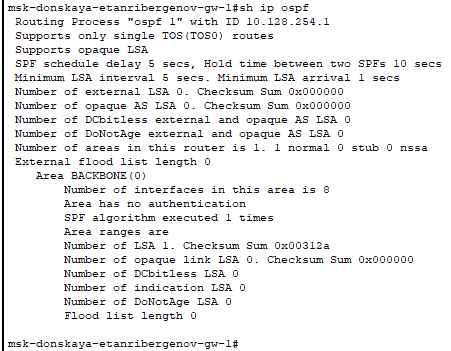 msk-donskaya-etanribergenov-gw-1#sh ip ospf
Routing Process "ospf 1" with ID 10.128.254.1
Supports only single TOS(TOS0) routes
Supports opaque LSA
SPF schedule delay 5 secs, Hold time between two SPFs 10 secs
Minimum LSA interval 5 secs. Minimum LSA arrival 1 secs
Number of external LSA 0. Checksum Sum 0x000000
Number of opaque AS LSA 0. Checksum Sum 0x000000
Number of DCbitless external and opaque AS LSA 0
Number of DoNotAge external and opaque AS LSA 0
Number of areas in this router is 1. 1 normal 0 stub 0 nssa
External flood list length 0
Area BACKBONE(0)
Number of interfaces in this area is 8
Area has no authentication
SPF algorithm executed 1 times
Area ranges are
Number of LSA 1. Checksum Sum 0x00312a
Number of opaque link LSA 0. Checksum Sum 0x000000
Number of DCbitless LSA 0
Number of indication LSA 0
Number of DoNotAge LSA 0
Flood list length 0
msk-donskaya-etanribergenov-gw-1#